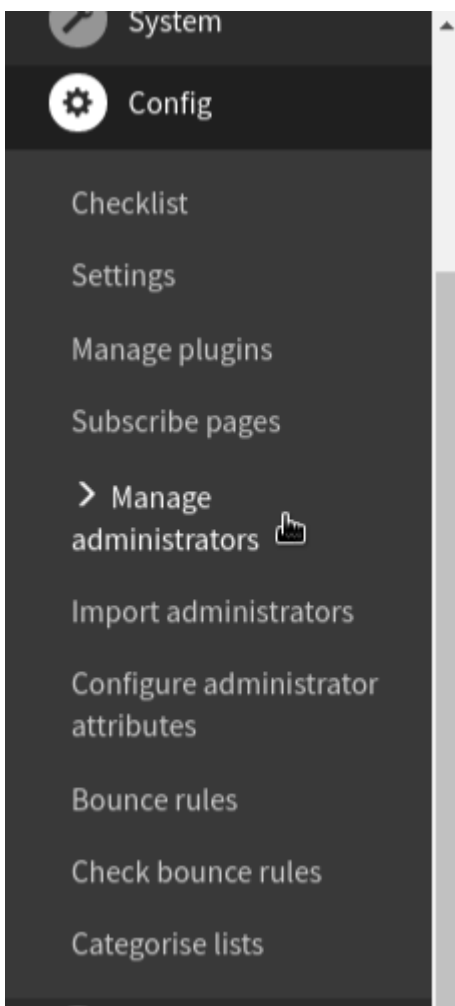 System
Config
Checklist
Settings
Manage plugins
Subscribe pages
Manage
administrators
Import administrators
Configure administrator
attributes
Bounce rules
Check bounce rules
Categorise lists